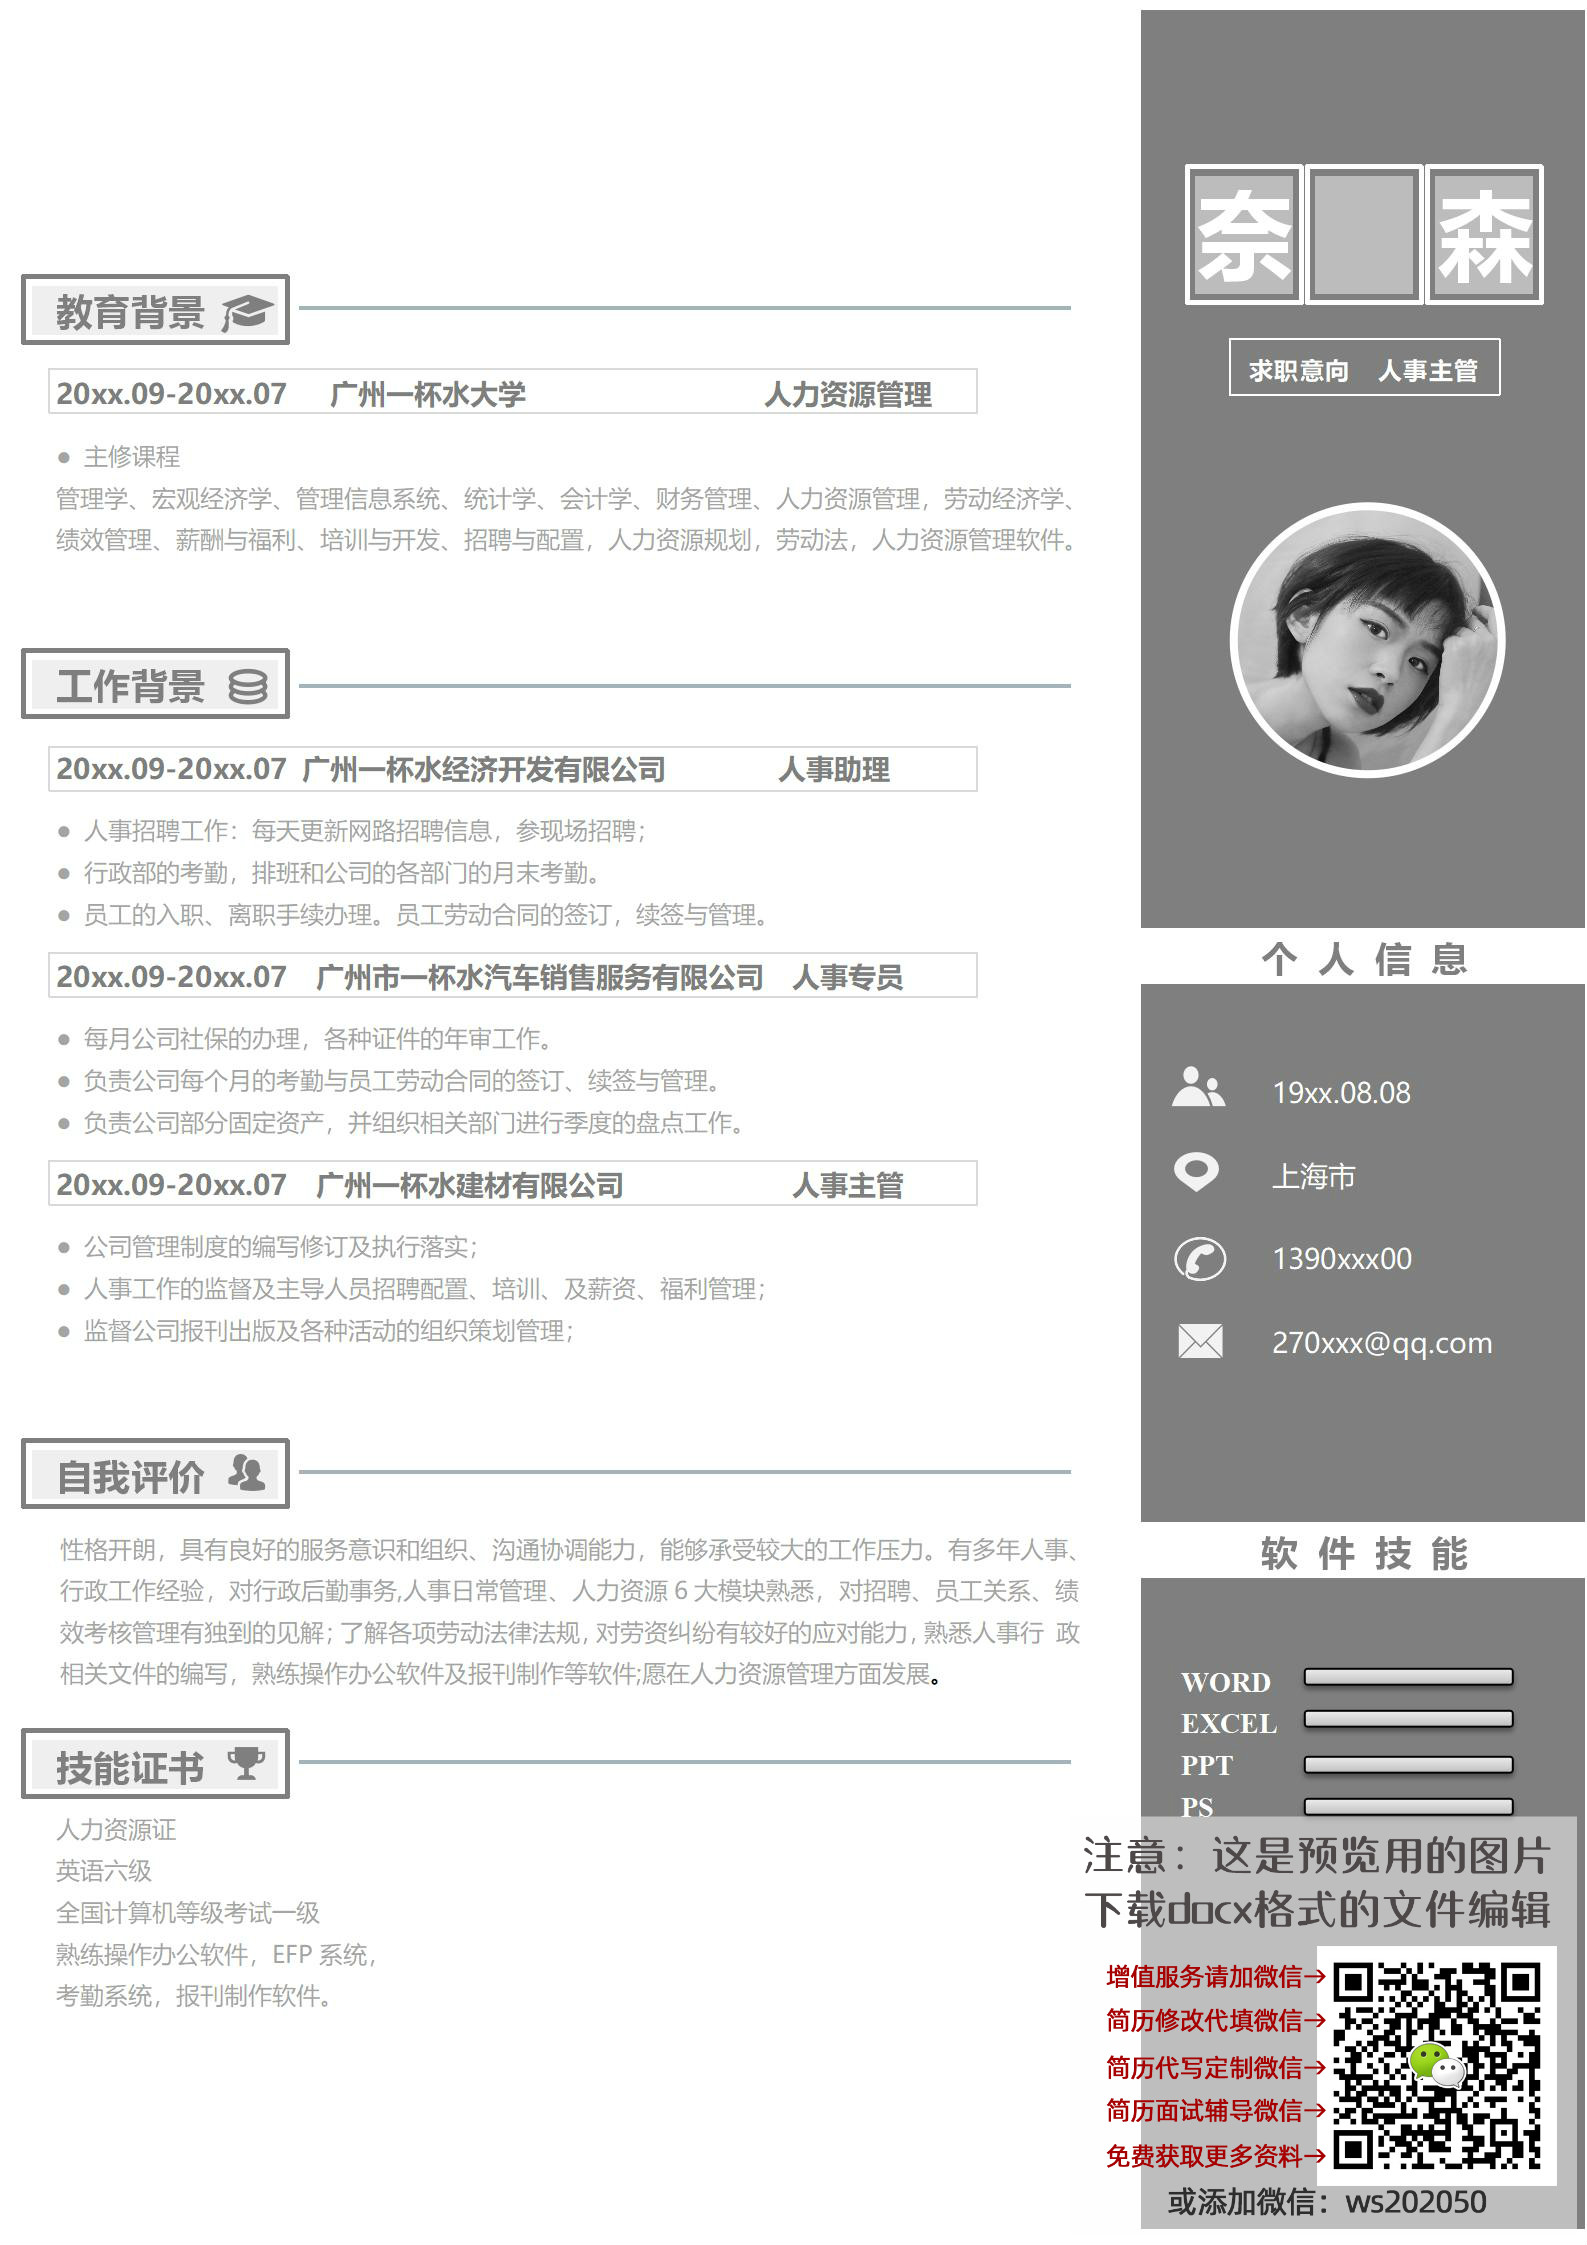 教育背景
20xx.09-20xx.07 广州一杯水大学 人力资源管理
● 主修课程
管理学、宏观经济学、管理信息系统、统计学、会计学、财务管理、人力资源管理，劳动经济学、
绩效管理、薪酬与福利、培训与开发、招聘与配置，人力资源规划，劳动法，人力资源管理软件。
工作背景
20xx.09-20xx.07 广州一杯水经济开发有限公司 人事助理
● 人事招聘工作：每天更新网路招聘信息，参现场招聘；
● 行政部的考勤，排班和公司的各部门的月末考勤。
● 员工的入职、离职手续办理。员工劳动合同的签订，续签与管理。
20xx.09-20xx.07 广州市一杯水汽车销售服务有限公司 人事专员
● 每月公司社保的办理，各种证件的年审工作。
● 负责公司每个月的考勤与员工劳动合同的签订、续签与管理。
● 负责公司部分固定资产，并组织相关部门进行季度的盘点工作。
20xx.09-20xx.07 广州一杯水建材有限公司 人事主管
● 公司管理制度的编写修订及执行落实；
● 人事工作的监督及主导人员招聘配置、培训、及薪资、福利管理；
● 监督公司报刊出版及各种活动的组织策划管理；
自我评价
性格开朗，具有良好的服务意识和组织、沟通协调能力，能够承受较大的工作压力。有多年人事、
行政工作经验，对行政后勤事务,人事日常管理、人力资源 6 大模块熟悉，对招聘、员工关系、绩
效考核管理有独到的见解；了解各项劳动法律法规，对劳资纠纷有较好的应对能力，熟悉人事行 政
相关文件的编写，熟练操作办公软件及报刊制作等软件;愿在人力资源管理方面发展。
技能证书
人力资源证
英语六级
全国计算机等级考试一级
熟练操作办公软件，EFP 系统，
考勤系统，报刊制作软件。
奈 森
求职意向 人事主管
个人信息
19xx.08.08
上海市
1390xxx00
270xxx@qq.com
软件技能
WORD
EXCEL
PPT
PS
注意：这是预览用的图片
下载docx格式的文件编辑
增值服务请加微信→
简历修改代填微信→
简历代写定制微信→
简历面试辅导微信→
免费获取更多资料→
或添加微信：ws202050